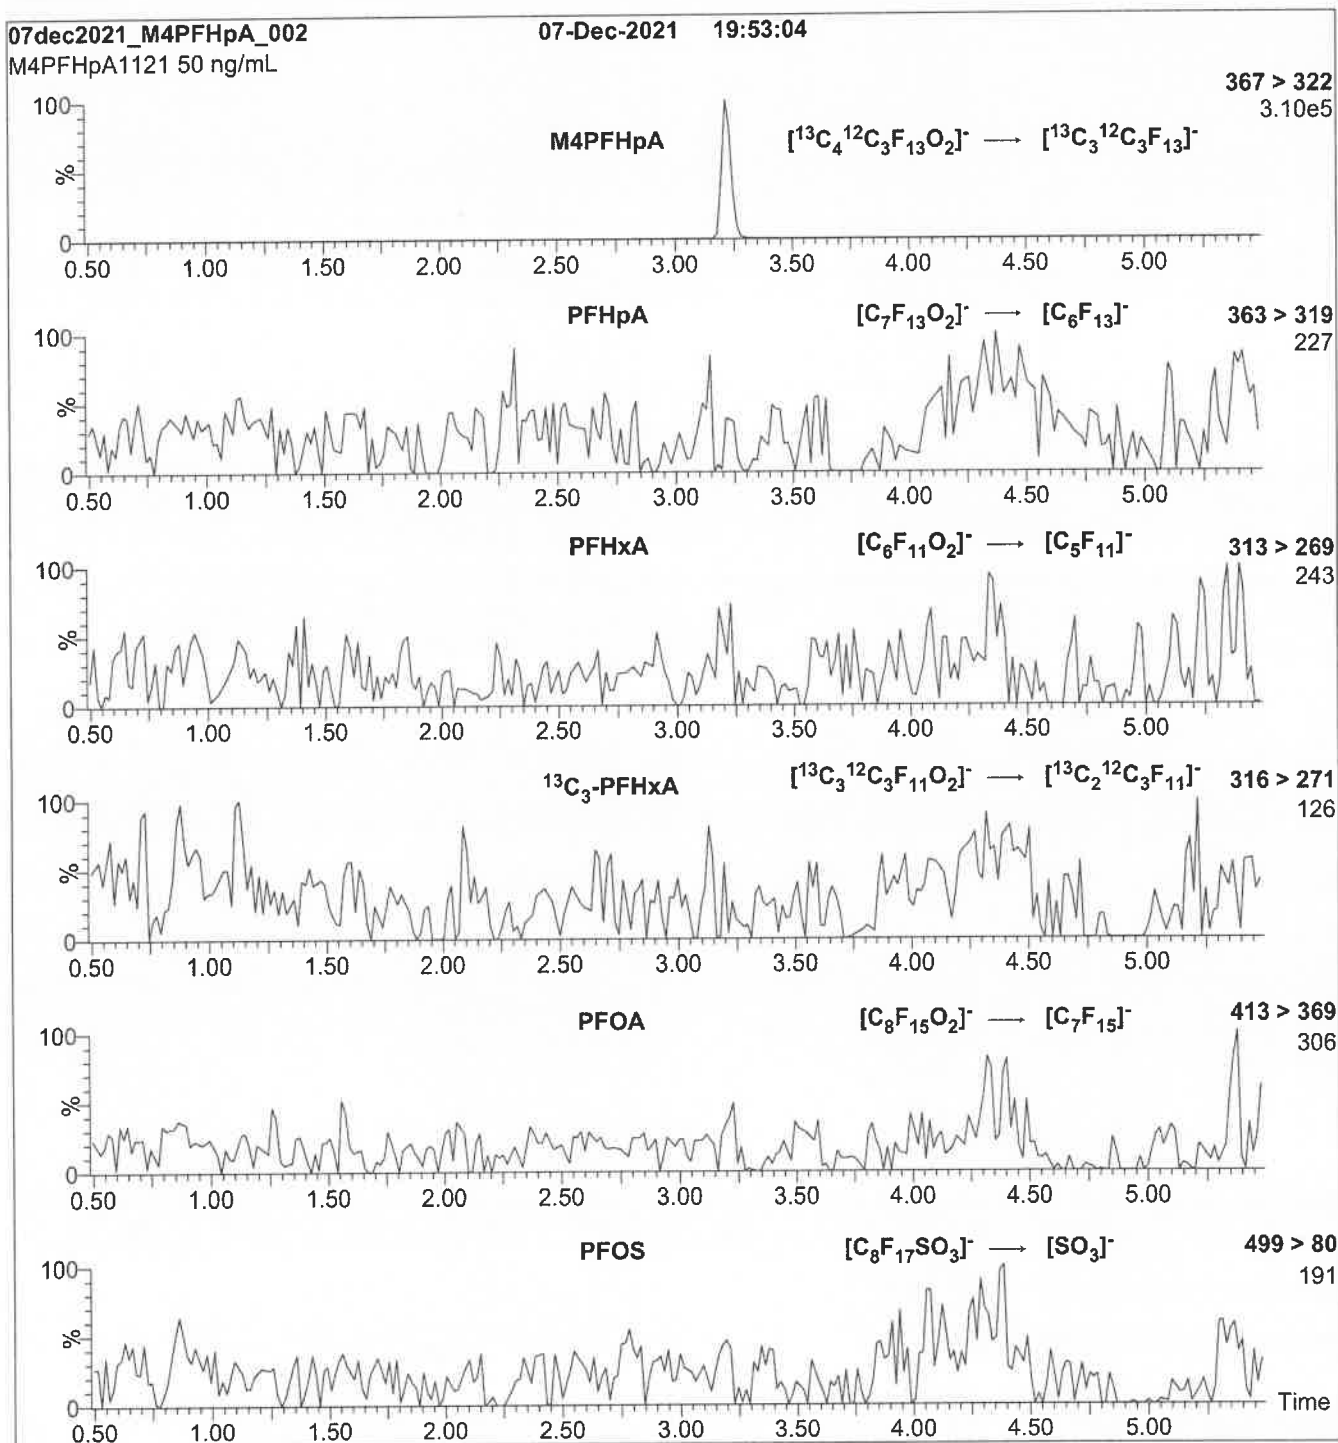 07dec2021_M4PFHpA_002 07-Dec-2021 19:53:04
M4PFHpA1121 50 ng/mL
367 > 322
3.10e5
M4PFHpA [¹³C₄¹²C₃F₁₃O₂]⁻ → [¹³C₃¹²C₃F₁₃]⁻
100
%
0
0.50 1.00 1.50 2.00 2.50 3.00 3.50 4.00 4.50 5.00
PFHpA [C₇F₁₃O₂]⁻ → [C₆F₁₃]⁻ 363 > 319
227
100
%
0
0.50 1.00 1.50 2.00 2.50 3.00 3.50 4.00 4.50 5.00
PFHxA [C₆F₁₁O₂]⁻ → [C₅F₁₁]⁻ 313 > 269
243
100
%
0
0.50 1.00 1.50 2.00 2.50 3.00 3.50 4.00 4.50 5.00
¹³C₃-PFHxA [¹³C₃¹²C₃F₁₁O₂]⁻ → [¹³C₂¹²C₃F₁₁]⁻ 316 > 271
126
100
%
0
0.50 1.00 1.50 2.00 2.50 3.00 3.50 4.00 4.50 5.00
PFOA [C₈F₁₅O₂]⁻ → [C₇F₁₅]⁻ 413 > 369
306
100
%
0
0.50 1.00 1.50 2.00 2.50 3.00 3.50 4.00 4.50 5.00
PFOS [C₈F₁₇SO₃]⁻ → [SO₃]⁻ 499 > 80
191
100
%
0
Time
0.50 1.00 1.50 2.00 2.50 3.00 3.50 4.00 4.50 5.00